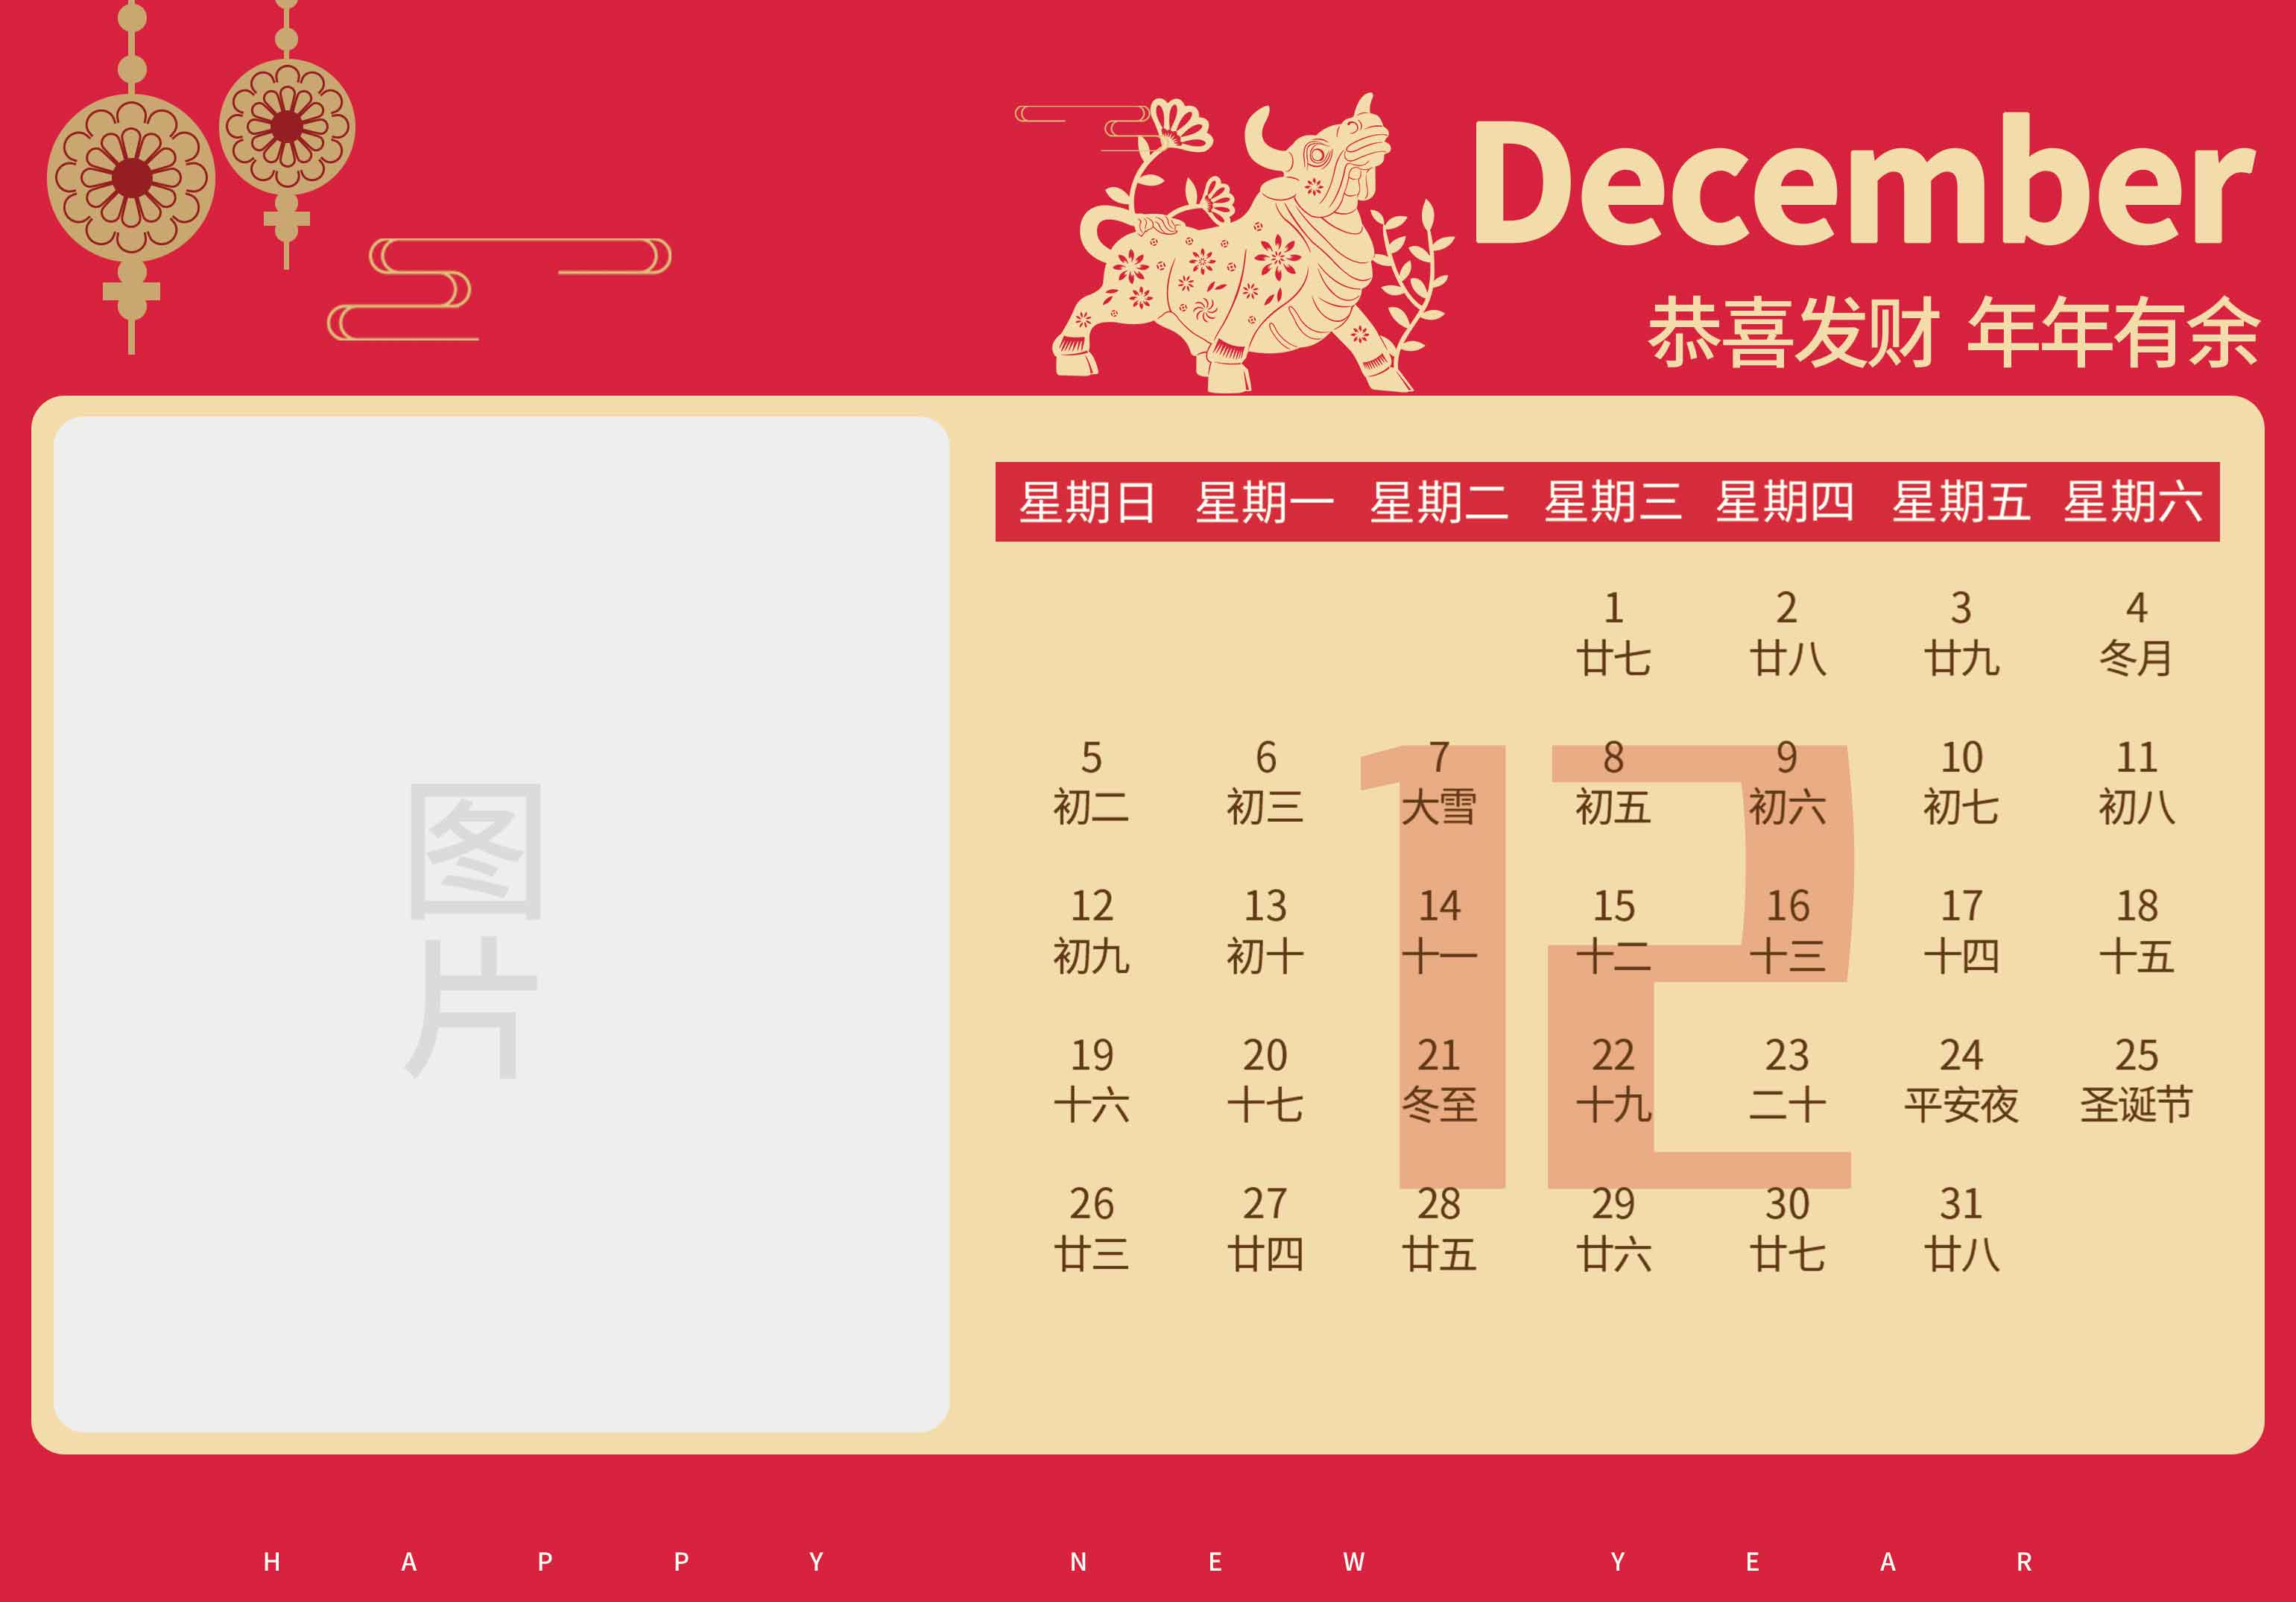 December
恭喜发财 年年有余
图
片
星期日 星期一 星期二 星期三 星期四 星期五 星期六
1 2 3 4
廿七 廿八 廿九 冬月
5 6 7 8 9 10 11
初二 初三 大雪 初五 初六 初七 初八
12
12 13 14 15 16 17 18
初九 初十 十一 十二 十三 十四 十五
19 20 21 22 23 24 25
十六 十七 冬至 十九 二十 平安夜 圣诞节
26 27 28 29 30 31
廿三 廿四 廿五 廿六 廿七 廿八
HAPPY NEW YEAR